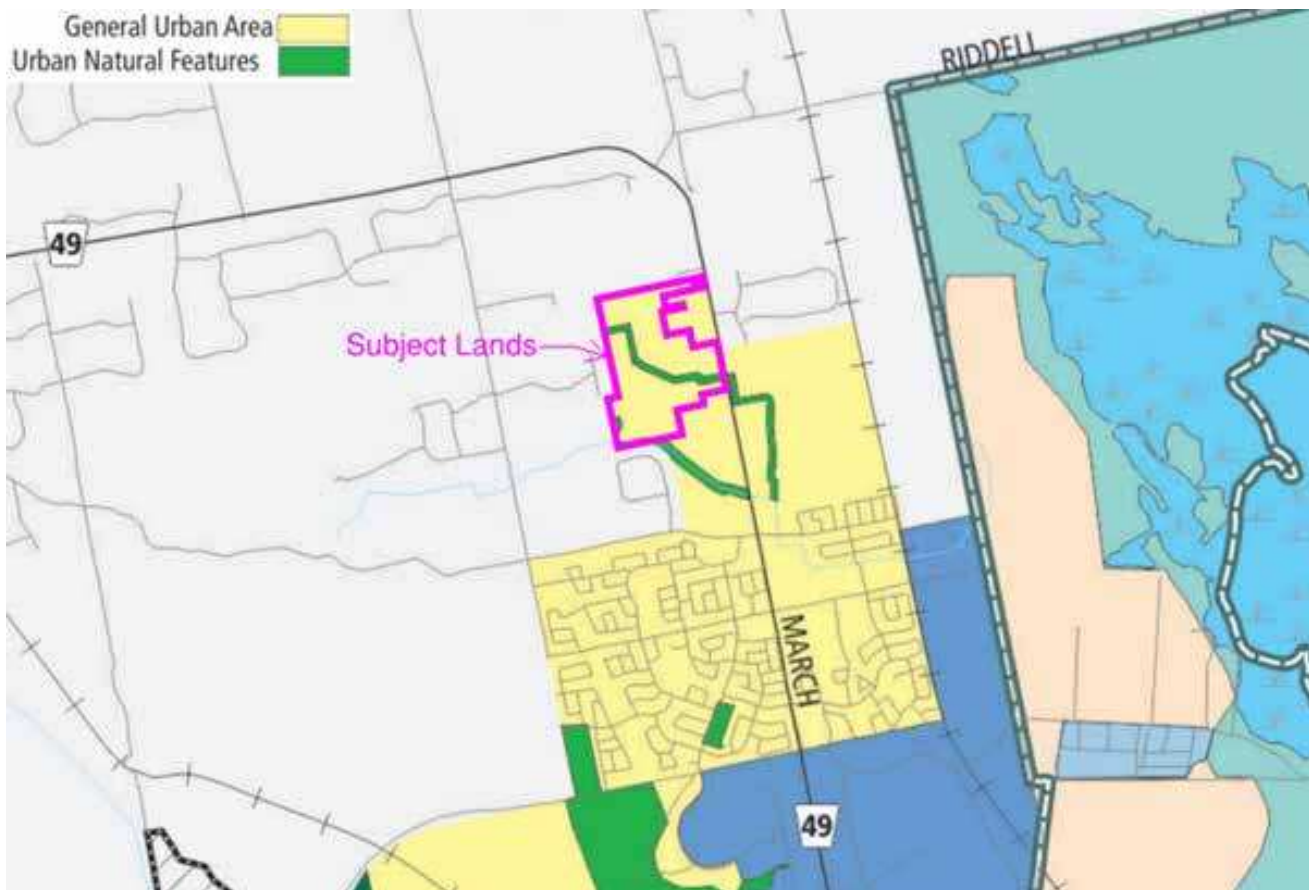 General Urban Area
Urban Natural Features
RIDDELL
49
Subject Lands
MARCH
49